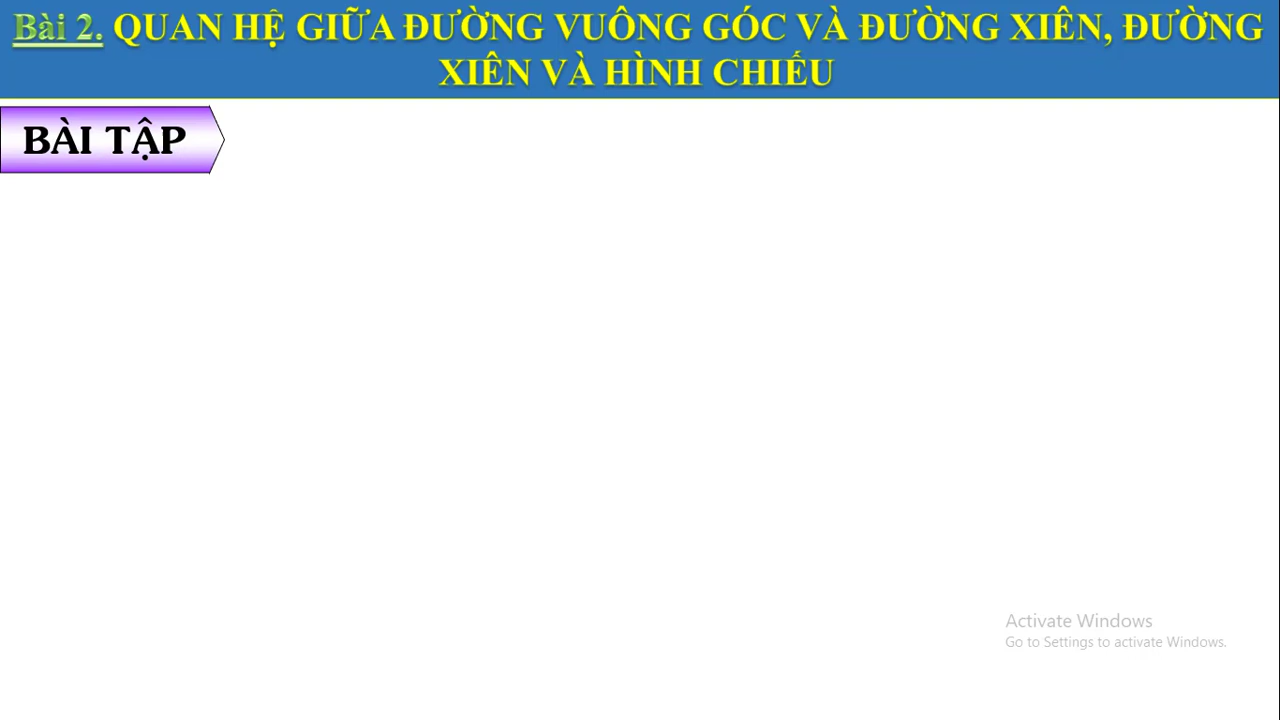 Bài 2. QUAN HỆ GIỮA ĐƯỜNG VUÔNG GÓC VÀ ĐƯỜNG XIÊN, ĐƯỜNG
XIÊN VÀ HÌNH CHIẾU
BÀI TẬP
Activate Windows
Go to Settings to activate Windows.